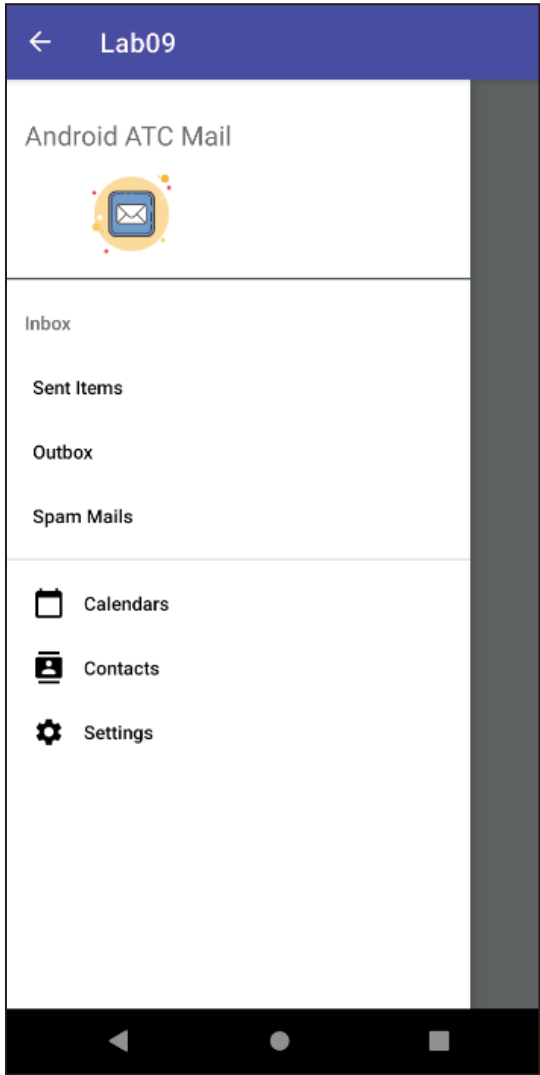 Lab09
Android ATC Mail
Inbox
Sent Items
Outbox
Spam Mails
Calendars
Contacts
Settings